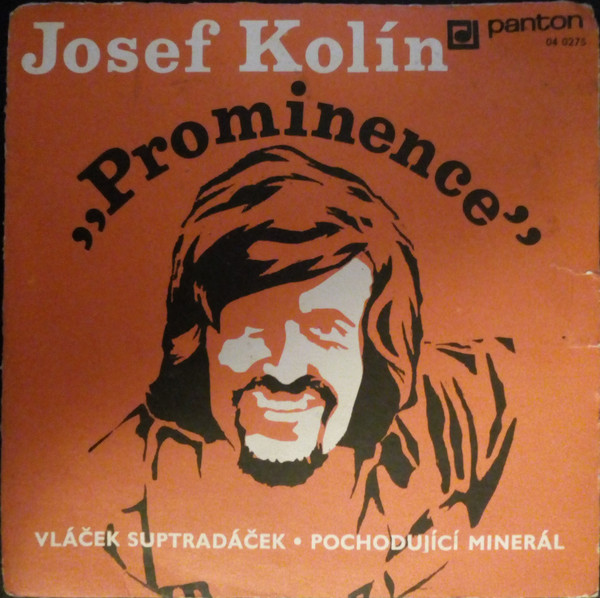 Josef Kolín
panton
04 0275
„Prominence”
VLÁČEK SUPTRADÁČEK • POCHODUJÍCÍ MINERÁL